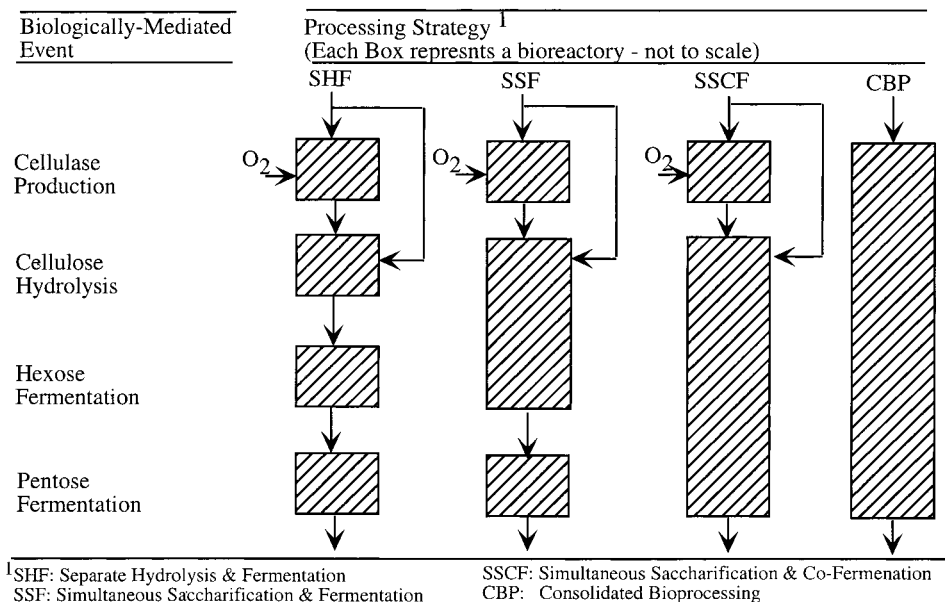 Biologically-Mediated
Event
Processing Strategy 1
(Each Box represnts a bioreactory - not to scale)
SHF
SSF
SSCF
CBP
Cellulase
Production
O2
O2
O2
Cellulose
Hydrolysis
Hexose
Fermentation
Pentose
Fermentation
1SHF: Separate Hydrolysis & Fermentation
SSF: Simultaneous Saccharification & Fermentation
SSCF: Simultaneous Saccharification & Co-Fermenation
CBP: Consolidated Bioprocessing